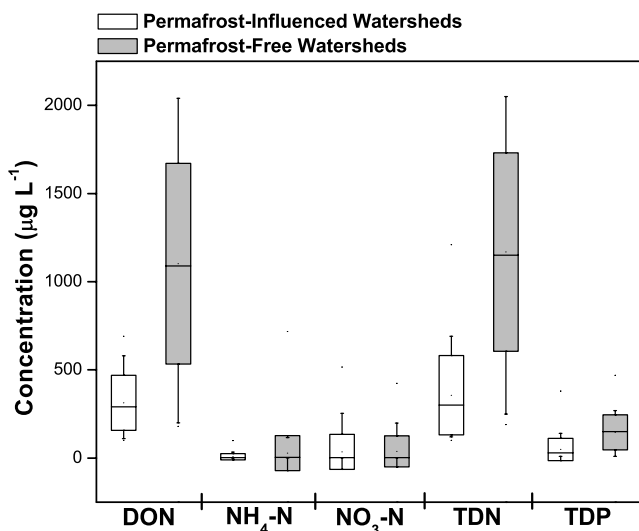 Permafrost-Influenced Watersheds
Permafrost-Free Watersheds
Concentration (µg L⁻¹)
2000
1500
1000
500
0
DON NH₄-N NO₃-N TDN TDP